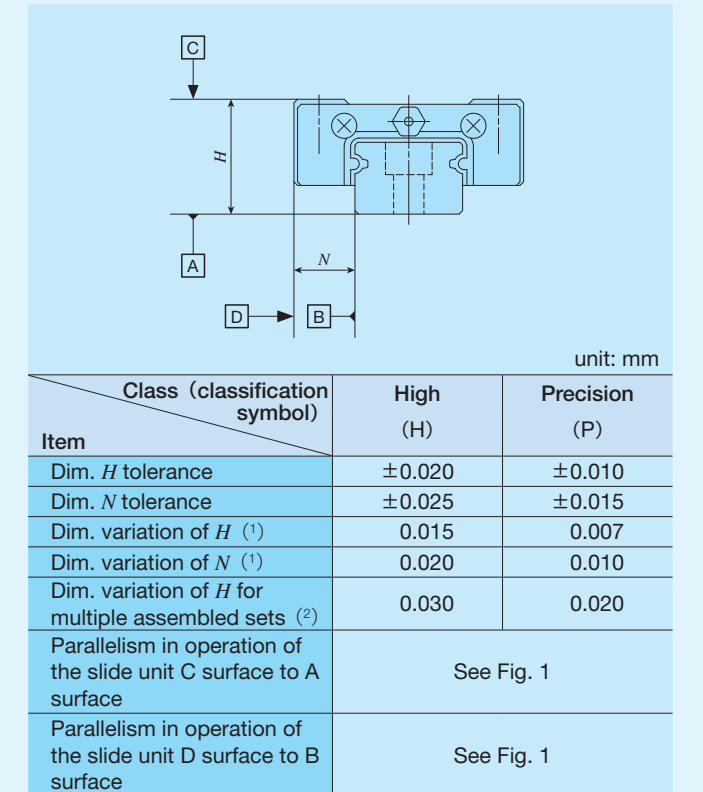 C
H
A
N
D
B
unit: mm
Class（classification
symbol）
Item
High
（H）
Precision
（P）
Dim. H tolerance
±0.020
±0.010
Dim. N tolerance
±0.025
±0.015
Dim. variation of H（¹）
0.015
0.007
Dim. variation of N（¹）
0.020
0.010
Dim. variation of H for
multiple assembled sets（²）
0.030
0.020
Parallelism in operation of
the slide unit C surface to A
surface
See Fig. 1
Parallelism in operation of
the slide unit D surface to B
surface
See Fig. 1